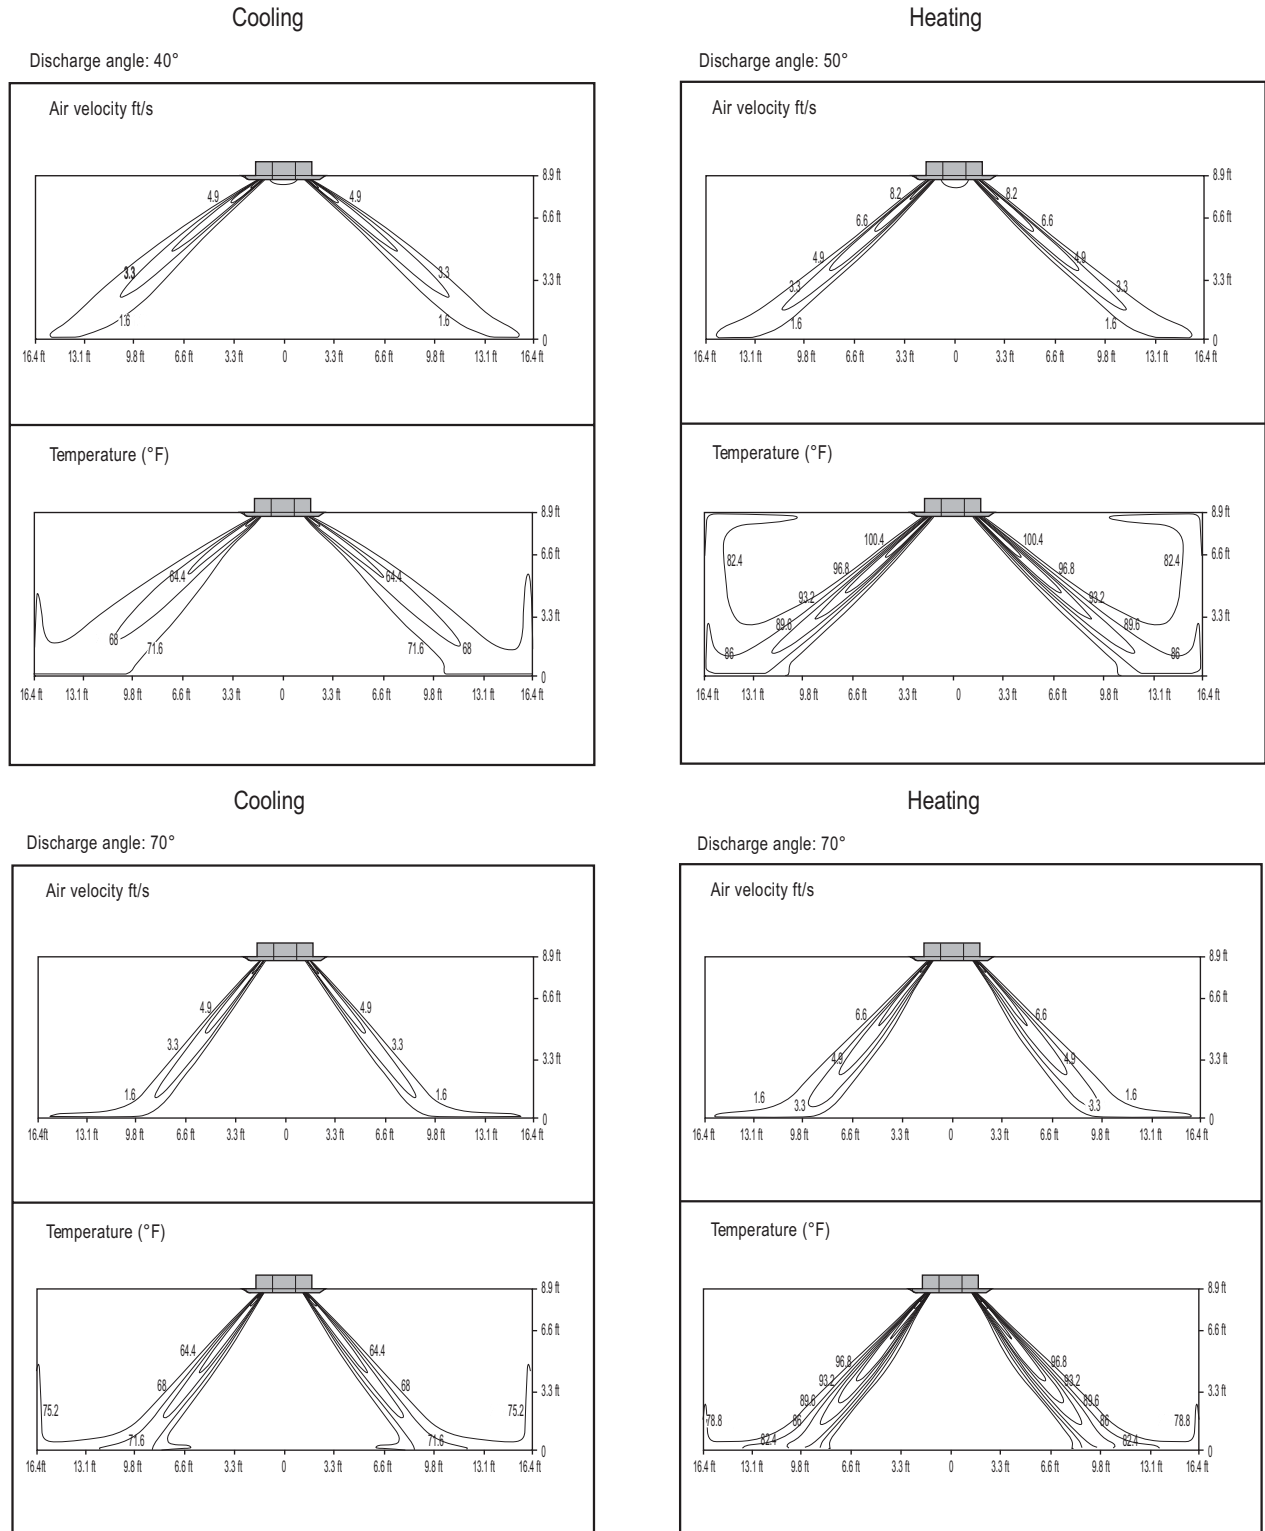 Cooling
Discharge angle: 40°
Air velocity ft/s
4.9 4.9
3.3 3.3
1.6 1.6
8.9 ft
6.6 ft
3.3 ft
0
16.4 ft 13.1 ft 9.8 ft 6.6 ft 3.3 ft 0 3.3 ft 6.6 ft 9.8 ft 13.1 ft 16.4 ft
Temperature (°F)
64.4 64.4
68 71.6 71.6 68
8.9 ft
6.6 ft
3.3 ft
0
16.4 ft 13.1 ft 9.8 ft 6.6 ft 3.3 ft 0 3.3 ft 6.6 ft 9.8 ft 13.1 ft 16.4 ft
Heating
Discharge angle: 50°
Air velocity ft/s
8.2 8.2
6.6 6.6
4.9 4.9
3.3 3.3
1.6 1.6
8.9 ft
6.6 ft
3.3 ft
0
16.4 ft 13.1 ft 9.8 ft 6.6 ft 3.3 ft 0 3.3 ft 6.6 ft 9.8 ft 13.1 ft 16.4 ft
Temperature (°F)
100.4 100.4
82.4 96.8 96.8 82.4
93.2 93.2
89.6 89.6
86 86
8.9 ft
6.6 ft
3.3 ft
0
16.4 ft 13.1 ft 9.8 ft 6.6 ft 3.3 ft 0 3.3 ft 6.6 ft 9.8 ft 13.1 ft 16.4 ft
Cooling
Discharge angle: 70°
Air velocity ft/s
4.9 4.9
3.3 3.3
1.6 1.6
8.9 ft
6.6 ft
3.3 ft
0
16.4ft 13.1 ft 9.8 ft 6.6 ft 3.3 ft 0 3.3 ft 6.6 ft 9.8 ft 13.1 ft 16.4 ft
Temperature (°F)
64.4 64.4
68 68
75.2 75.2
71.6 71.6
8.9 ft
6.6 ft
3.3 ft
0
16.4ft 13.1 ft 9.8 ft 6.6 ft 3.3 ft 0 3.3 ft 6.6 ft 9.8 ft 13.1 ft 16.4 ft
Heating
Discharge angle: 70°
Air velocity ft/s
6.6 6.6
4.9 4.9
1.6 3.3 3.3 1.6
8.9 ft
6.6 ft
3.3 ft
0
16.4 ft 13.1 ft 9.8 ft 6.6 ft 3.3 ft 0 3.3 ft 6.6 ft 9.8 ft 13.1 ft 16.4 ft
Temperature (°F)
96.8 96.8
93.2 93.2
89.6 89.6
78.8 86 86 78.8
82.4 82.4
8.9 ft
6.6 ft
3.3 ft
0
16.4 ft 13.1 ft 9.8 ft 6.6 ft 3.3 ft 0 3.3 ft 6.6 ft 9.8 ft 13.1 ft 16.4 ft